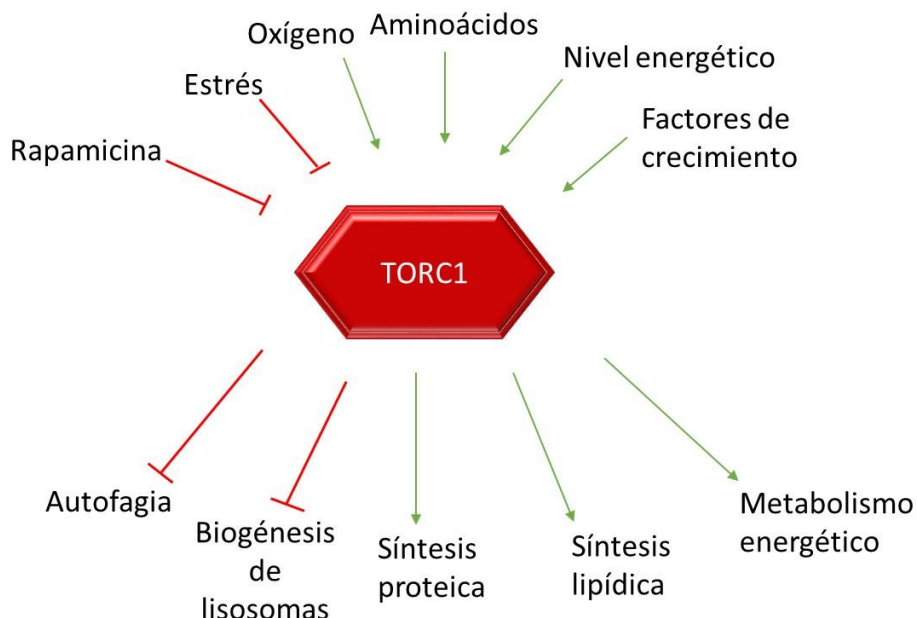 Oxígeno
Aminoácidos
Nivel energético
Estrés
Factores de
crecimiento
Rapamicina
TORC1
Autofagia
Biogénesis
de
lisosomas
Síntesis
proteica
Síntesis
lipídica
Metabolismo
energético